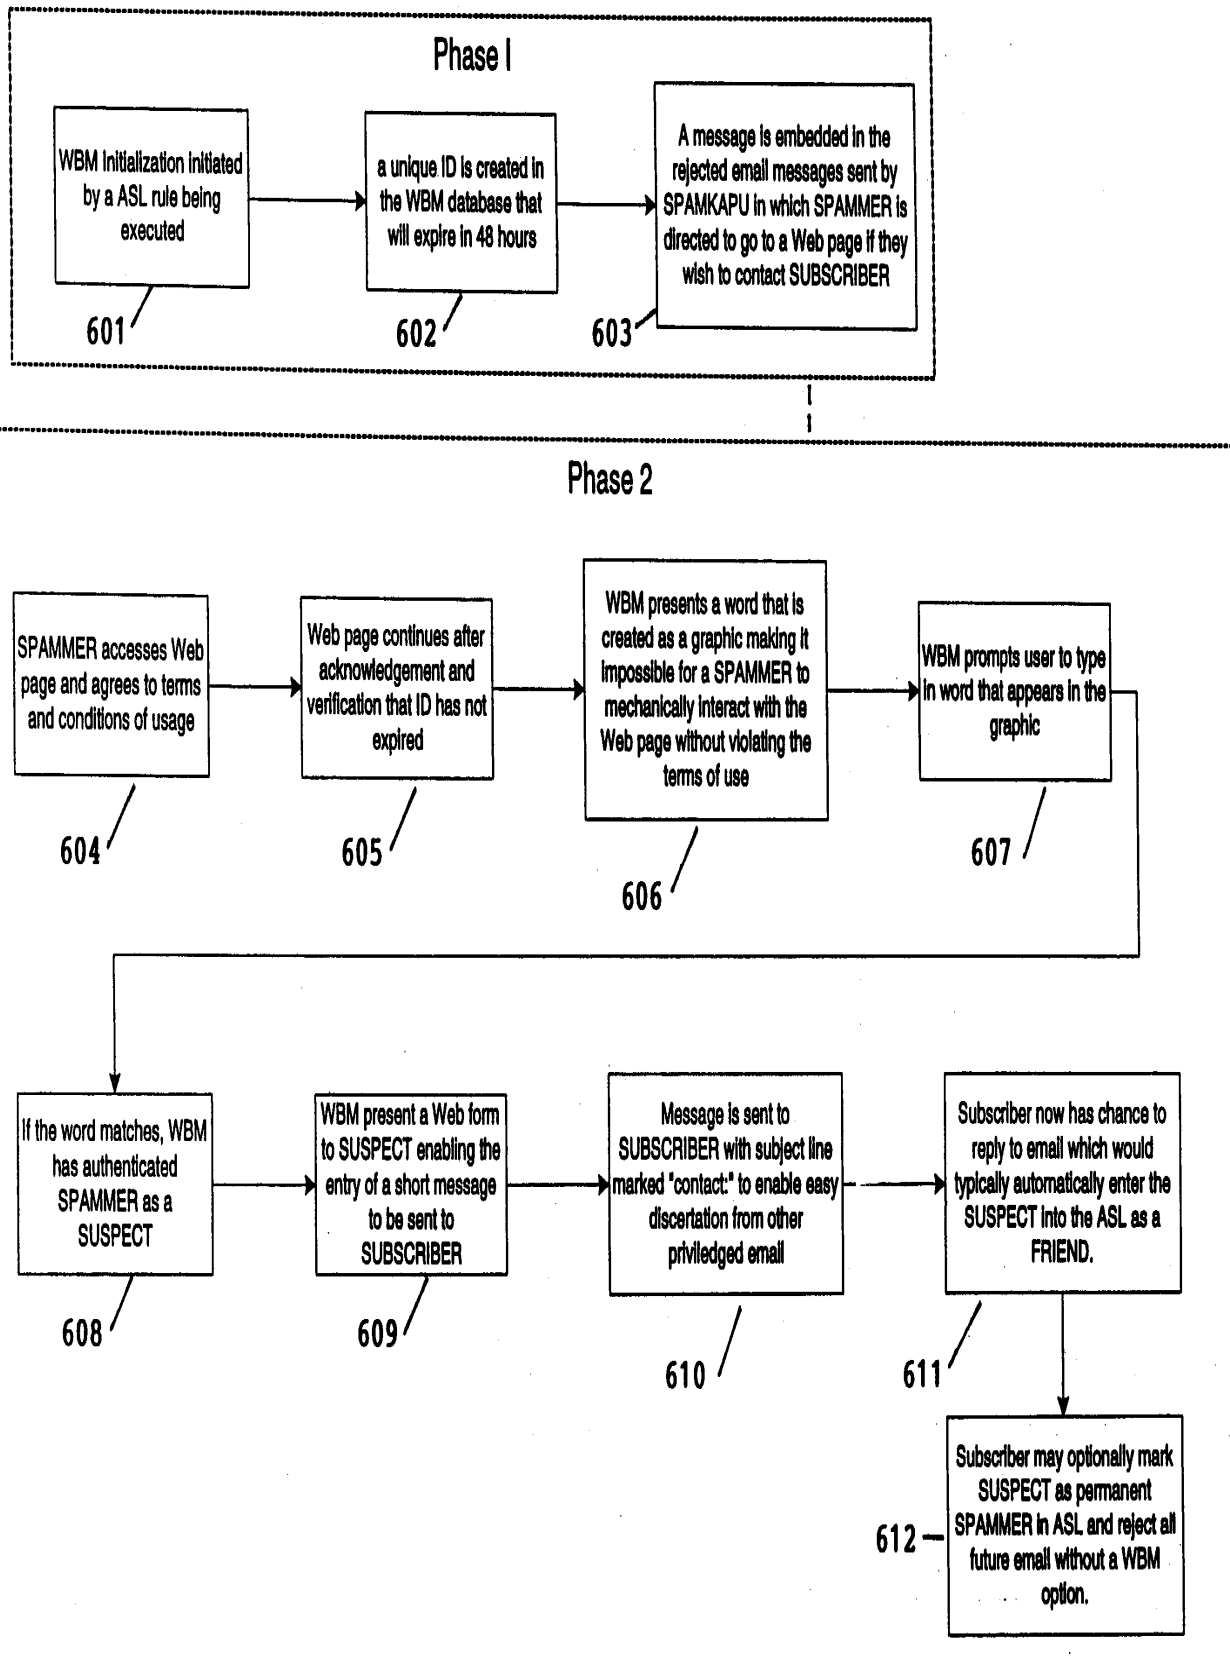 Phase I
WBM Initialization initiated
by a ASL rule being
executed
601
a unique ID is created in
the WBM database that
will expire in 48 hours
602
A message is embedded in the
rejected email messages sent by
SPAMKAPU in which SPAMMER is
directed to go to a Web page if they
wish to contact SUBSCRIBER
603
Phase 2
SPAMMER accesses Web
page and agrees to terms
and conditions of usage
604
Web page continues after
acknowledgement and
verification that ID has not
expired
605
WBM presents a word that is
created as a graphic making it
impossible for a SPAMMER to
mechanically interact with the
Web page without violating the
terms of use
606
WBM prompts user to type
in word that appears in the
graphic
607
If the word matches, WBM
has authenticated
SPAMMER as a
SUSPECT
608
WBM present a Web form
to SUSPECT enabling the
entry of a short message
to be sent to
SUBSCRIBER
609
Message is sent to
SUBSCRIBER with subject line
marked "contact:" to enable easy
discertation from other
priviledged email
610
Subscriber now has chance to
reply to email which would
typically automatically enter the
SUSPECT into the ASL as a
FRIEND.
611
Subscriber may optionally mark
SUSPECT as permanent
SPAMMER in ASL and reject all
future email without a WBM
option.
612